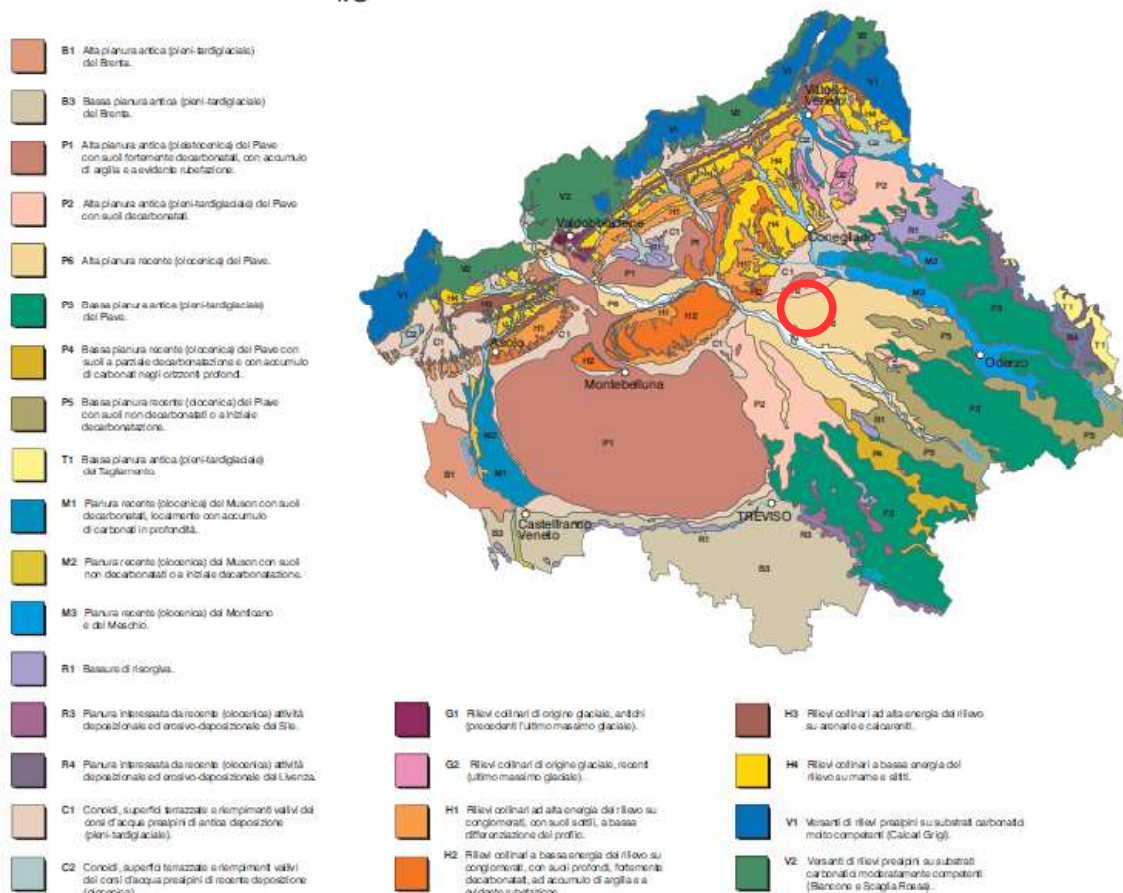 B1 Alta pianura antica (pieni-tardiglaciale)
del Brenta.
B3 Bassa pianura antica (pieni-tardiglaciale)
del Brenta.
P1 Alta pianura antica (pleistocenica) del Piave
con suoli fortemente decarbonatati, con accumulo
di argilla e a evidente rubefazione.
P2 Alta pianura antica (pieni-tardiglaciale) del Piave
con suoli decarbonatati.
P6 Alta pianura recente (olocenica) del Piave.
P3 Bassa pianura antica (pieni-tardiglaciale)
del Piave.
P4 Bassa pianura recente (olocenica) del Piave con
suoli a parziale decarbonatazione e con accumulo
di carbonati negli orizzonti profondi.
P5 Bassa pianura recente (olocenica) del Piave
con suoli non decarbonatati o a iniziale
decarbonatazione.
T1 Bassa pianura antica (pieni-tardiglaciale)
del Tagliamento.
M1 Pianura recente (olocenica) del Muson con suoli
decarbonatati, localmente con accumulo
di carbonati in profondità.
M2 Pianura recente (olocenica) del Muson con suoli
non decarbonatati o a iniziale decarbonatazione.
M3 Pianura recente (olocenica) del Monticano
e del Meschio.
R1 Bassure di risorgiva.
R3 Pianura interessata da recente (olocenica) attività
deposizionale ed erosivo-deposizionale del Sile.
R4 Pianura interessata da recente (olocenica) attività
deposizionale ed erosivo-deposizionale del Livenza.
C1 Conoidi, superfici terrazzate e riempimenti vallivi dei
corsi d'acqua prealpini di antica deposizione
(pieni-tardiglaciale).
C2 Conoidi, superfici terrazzate e riempimenti vallivi
dei corsi d'acqua prealpini di recente deposizione
(olocenica).
G1 Rilievi collinari di origine glaciale, antichi
(precedenti l'ultimo massimo glaciale).
G2 Rilievi collinari di origine glaciale, recenti
(ultimo massimo glaciale).
H1 Rilievi collinari ad alta energia del rilievo su
conglomerati, con suoli sottili, a bassa
differenziazione del profilo.
H2 Rilievi collinari a bassa energia del rilievo su
conglomerati, con suoli profondi, fortemente
decarbonatati, ad accumulo di argilla e a
evidente rubefazione.
H3 Rilievi collinari ad alta energia del rilievo
su arenarie e calcareniti.
H4 Rilievi collinari a bassa energia del
rilievo su marne e siltiti.
V1 Versanti di rilievi prealpini su substrati carbonatici
molto competenti (Calcari Grigi).
V2 Versanti di rilievi prealpini su substrati
carbonatici moderatamente competenti
(Biancone e Scaglia Rossa).
Vittorio
Veneto
Valdobbiadene
Conegliano
Asolo
Montebelluna
Oderzo
Castelfranco
Veneto
TREVISO